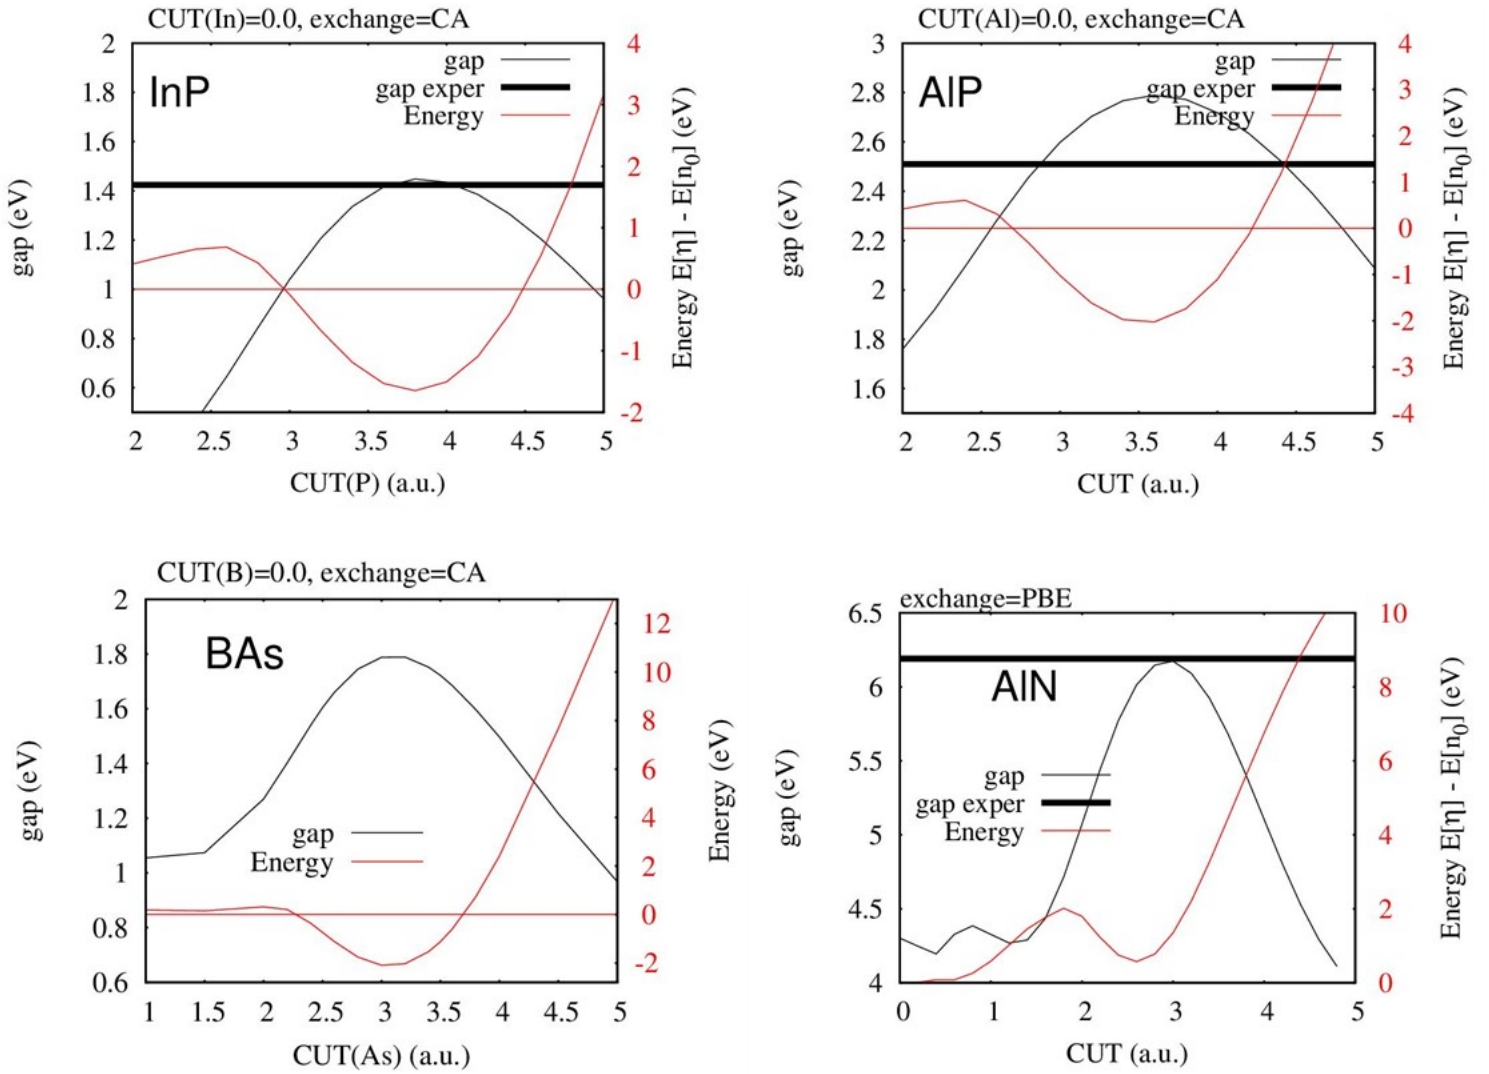 CUT(In)=0.0, exchange=CA
InP
gap
gap exper
Energy
2
1.8
1.6
1.4
1.2
1
0.8
0.6
gap (eV)
4
3
2
1
0
-1
-2
Energy E[η] - E[n₀] (eV)
2 2.5 3 3.5 4 4.5 5
CUT(P) (a.u.)
CUT(Al)=0.0, exchange=CA
AlP
gap
gap exper
Energy
3
2.8
2.6
2.4
2.2
2
1.8
1.6
gap (eV)
4
3
2
1
0
-1
-2
-3
-4
Energy E[η] - E[n₀] (eV)
2 2.5 3 3.5 4 4.5 5
CUT (a.u.)
CUT(B)=0.0, exchange=CA
BAs
gap
Energy
2
1.8
1.6
1.4
1.2
1
0.8
0.6
gap (eV)
12
10
8
6
4
2
0
-2
Energy (eV)
1 1.5 2 2.5 3 3.5 4 4.5 5
CUT(As) (a.u.)
exchange=PBE
AlN
gap
gap exper
Energy
6.5
6
5.5
5
4.5
4
gap (eV)
10
8
6
4
2
0
Energy E[η] - E[n₀] (eV)
0 1 2 3 4 5
CUT (a.u.)